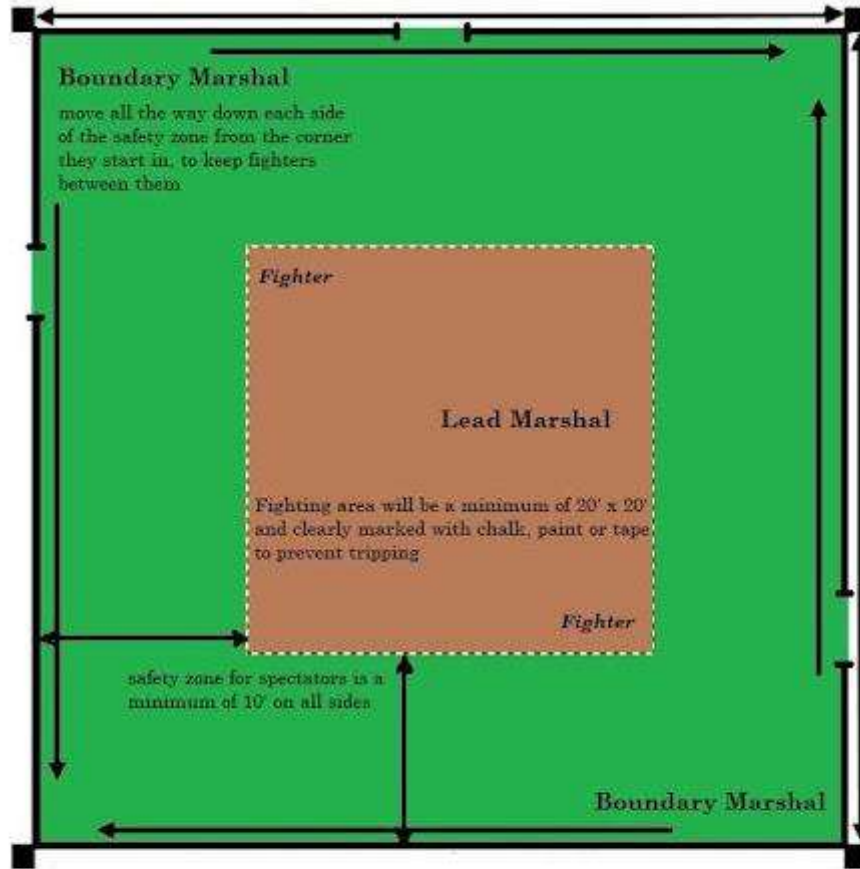 Boundary Marshal
move all the way down each side
of the safety zone from the corner
they start in, to keep fighters
between them
Fighter
Lead Marshal
Fighting area will be a minimum of 20' x 20'
and clearly marked with chalk, paint or tape
to prevent tripping
Fighter
safety zone for spectators is a
minimum of 10' on all sides
Boundary Marshal